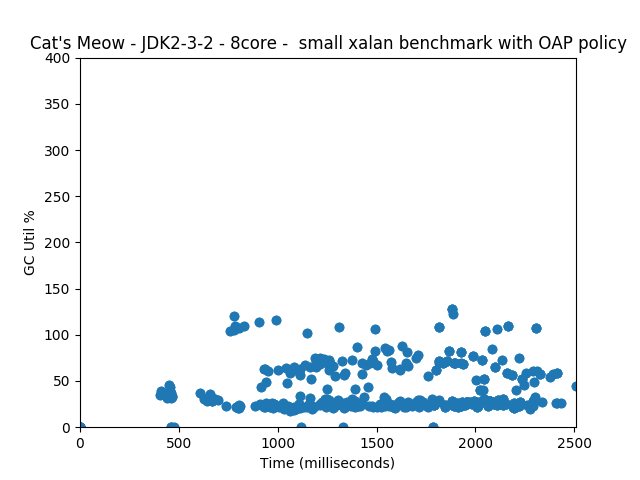 Cat's Meow - JDK2-3-2 - 8core -  small xalan benchmark with OAP policy
400
350
300
250
200
150
100
50
0
GC Util %
0 500 1000 1500 2000 2500
Time (milliseconds)